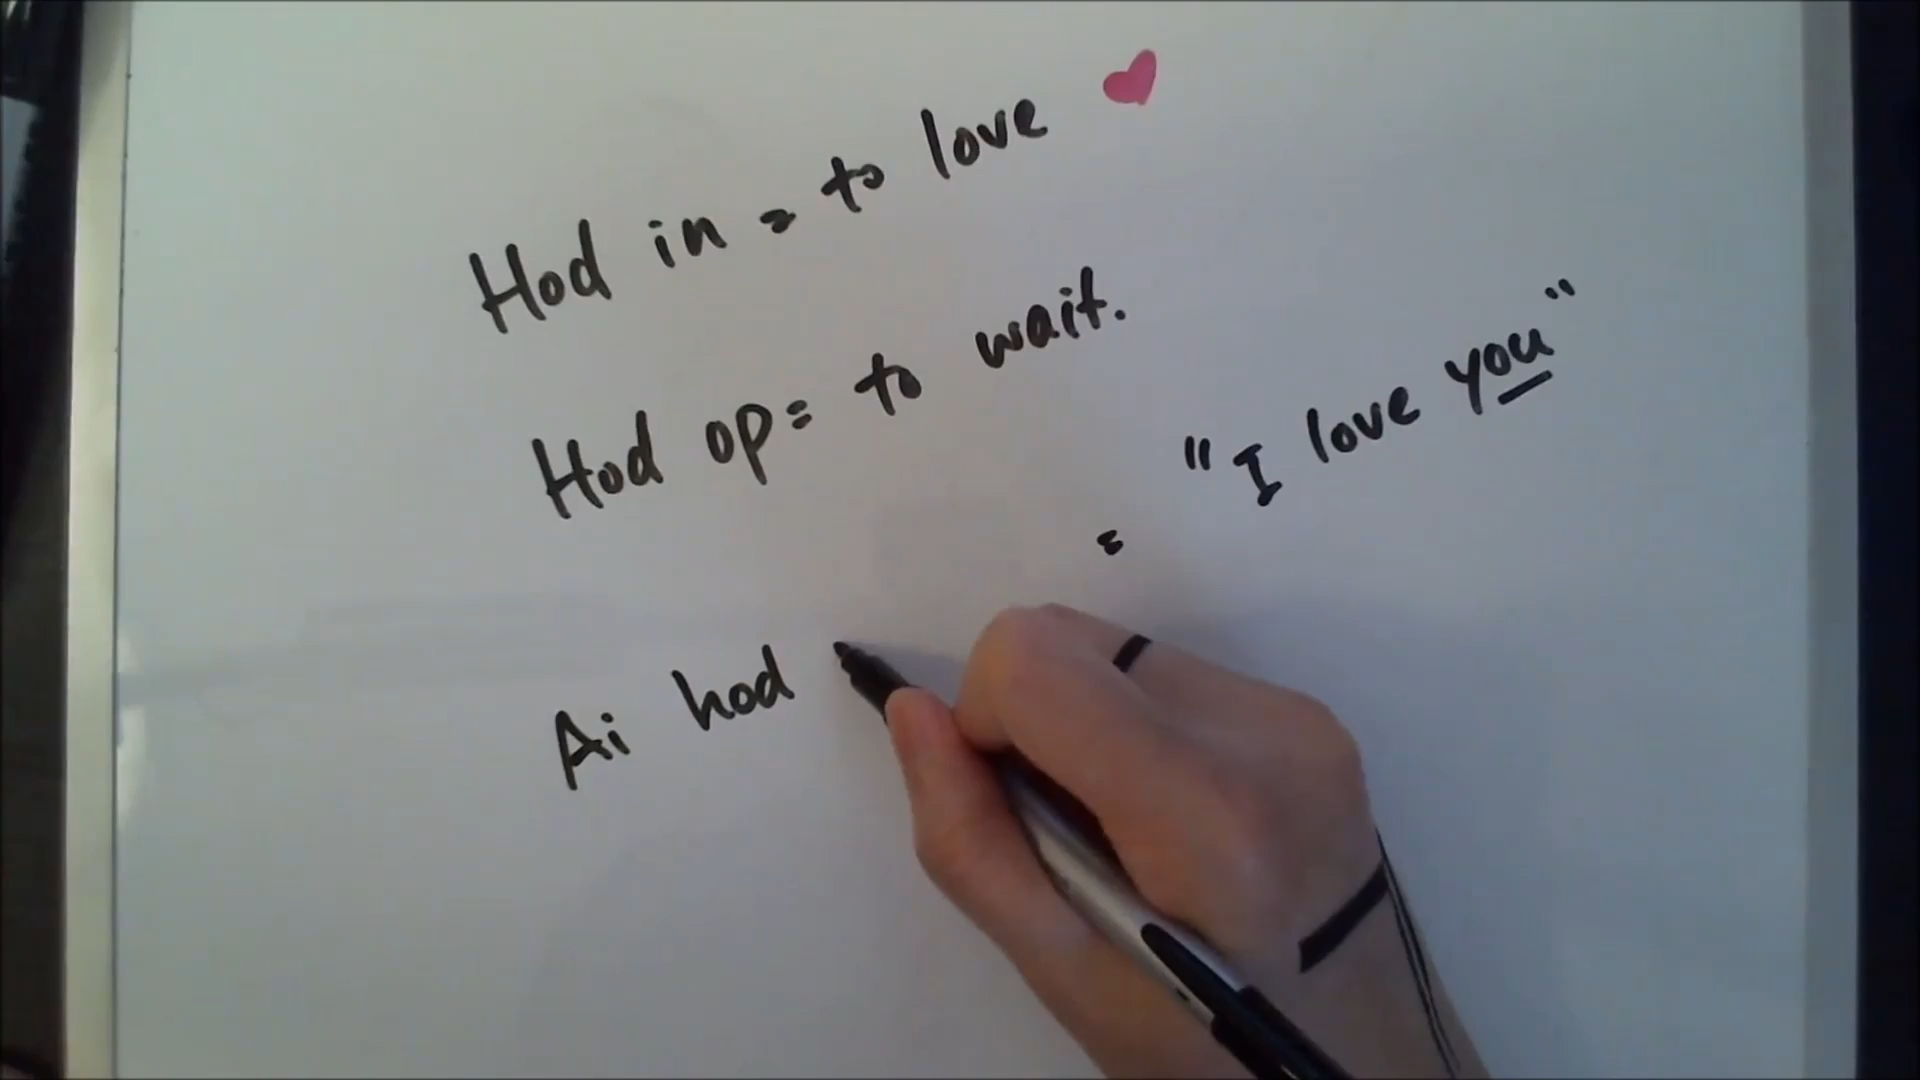 Hod in = to love
Hod op = to wait.
Ai hod
= "I love you"